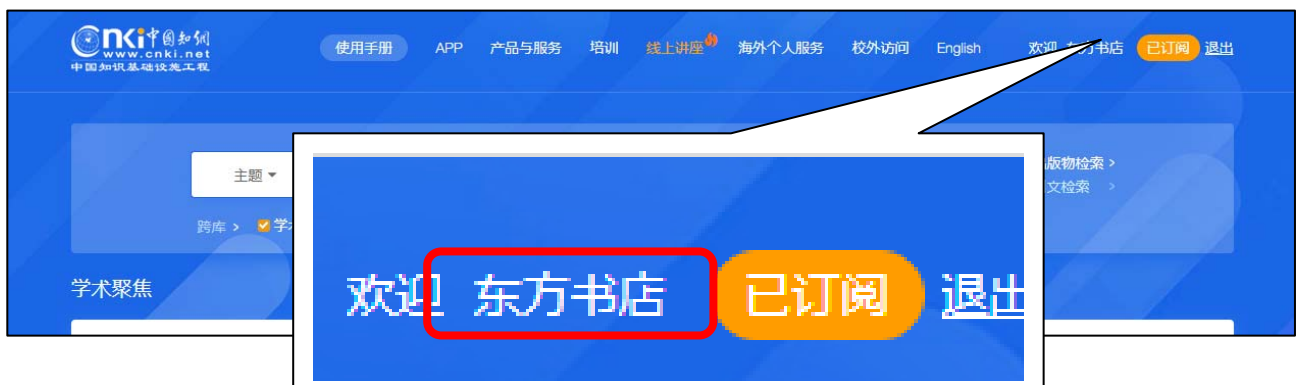 cnki 中国知网
www.cnki.net
中国知识基础设施工程
使用手册 APP 产品与服务 培训 线上讲座 海外个人服务 校外访问 English 欢迎 东方书店 已订阅 退出
主题
版物检索 >
文检索 >
跨库 > 学
学术聚焦
欢迎 东方书店 已订阅 退出